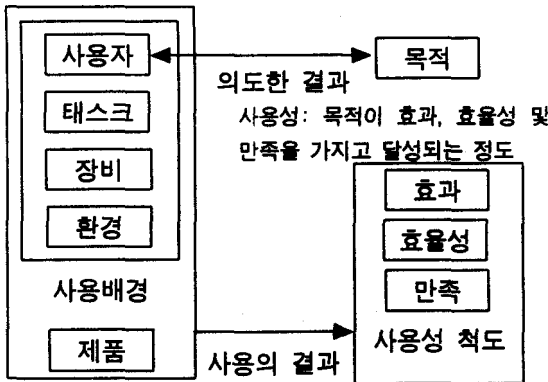 사용자
목적
의도한 결과
태스크
사용성: 목적이 효과, 효율성 및
만족을 가지고 달성되는 정도
장비
효과
환경
효율성
사용배경
만족
제품
사용성 척도
사용의 결과